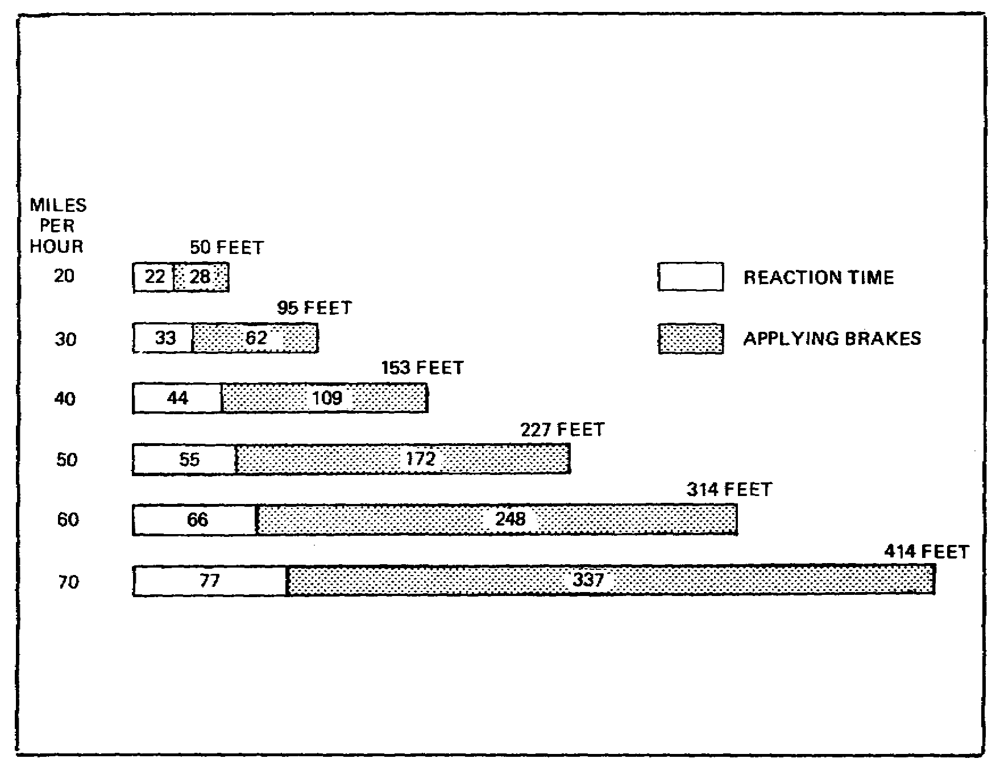 MILES
PER
HOUR
50 FEET
20
22
28
REACTION TIME
95 FEET
30
33
62
APPLYING BRAKES
153 FEET
40
44
109
227 FEET
50
55
172
314 FEET
60
66
248
414 FEET
70
77
337